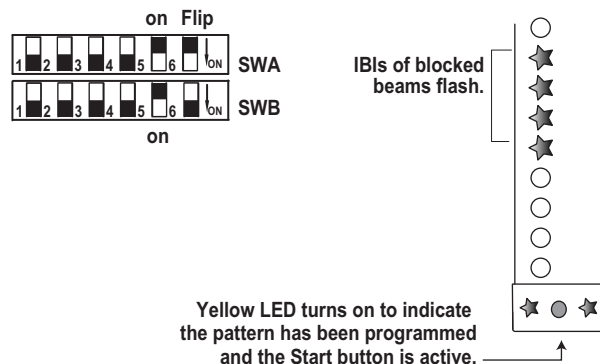 on Flip
1 2 3 4 5 6 ON SWA
1 2 3 4 5 6 ON SWB
on
IBIs of blocked
beams flash.
Yellow LED turns on to indicate
the pattern has been programmed
and the Start button is active.